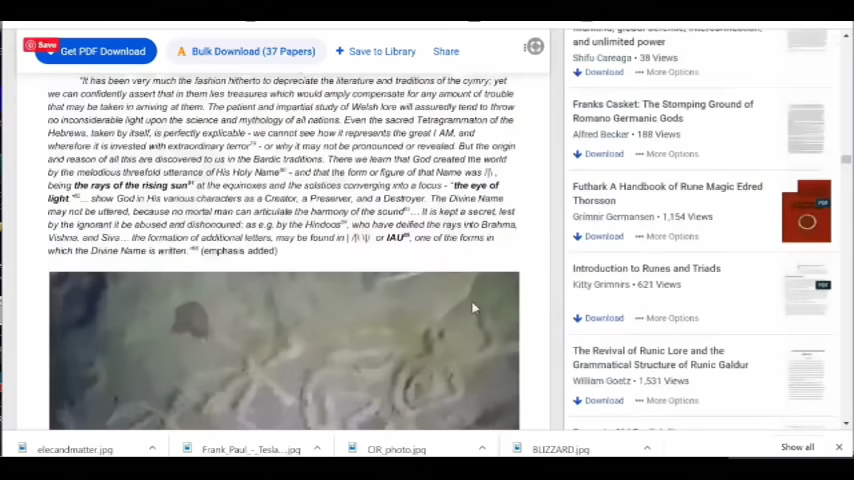 Save
Get PDF Download
Bulk Download (37 Papers)
+ Save to Library
Share
"It has been very much the fashion hitherto to depreciate the literature and traditions of the cymry; yet
we can confidently assert that in them lies treasures which would amply compensate for any amount of trouble
that may be taken in arriving at them. The patient and impartial study of Welsh lore will assuredly tend to throw
no inconsiderable light upon the science and mythology of all nations. Even the sacred Tetragrammaton of the
Hebrews, taken by itself, is perfectly explicable - we cannot see how it represents the great I AM, and
wherefore it is invested with extraordinary terror - or why it may not be pronounced or revealed. But the origin
and reason of all this are discovered to us in the Bardic traditions. There we learn that God created the world
by the melodious threefold utterance of His Holy Name - and that the form or figure of that Name was /|\,
being the rays of the rising sun at the equinoxes and the solstices converging into a focus - "the eye of
light." ... show God in His various characters as a Creator, a Preserver, and a Destroyer. The Divine Name
may not be uttered, because no mortal man can articulate the harmony of the sound ... It is kept a secret, lest
by the ignorant it be abused and dishonoured; as e.g. by the Hindoos, who have deified the rays into Brahma,
Vishna, and Siva... the formation of additional letters, may be found in or IAU, one of the forms in
which the Divine Name is written." (emphasis added)
and unlimited power
Shifu Careaga • 38 Views
Download
More Options
Franks Casket: The Stomping Ground of
Romano Germanic Gods
Alfred Becker • 188 Views
Download
More Options
Futhark A Handbook of Rune Magic Edred
Thorsson
Grimnir Germansen • 1,154 Views
Download
More Options
PDF
Introduction to Runes and Triads
Kitty Grimnirs • 621 Views
Download
More Options
PDF
The Revival of Runic Lore and the
Grammatical Structure of Runic Galdur
William Goetz • 1,531 Views
Download
More Options
elecandmatter.jpg
Frank_Paul_-_Tesla....jpg
CIR_photo.jpg
BLIZZARD.jpg
Show all